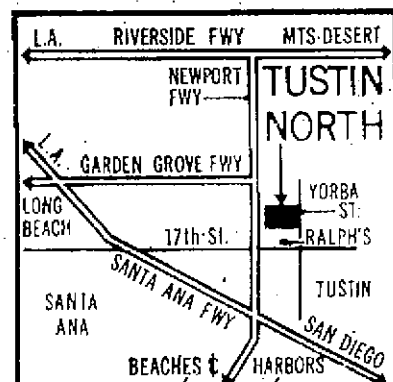 L.A. RIVERSIDE FWY MTS-DESERT
NEWPORT
FWY
TUSTIN
NORTH
L.A.
GARDEN GROVE FWY
LONG
BEACH
YORBA
ST.
17th St.
RALPH'S
SANTA ANA FWY
SANTA
ANA
TUSTIN
SAN DIEGO
BEACHES & HARBORS